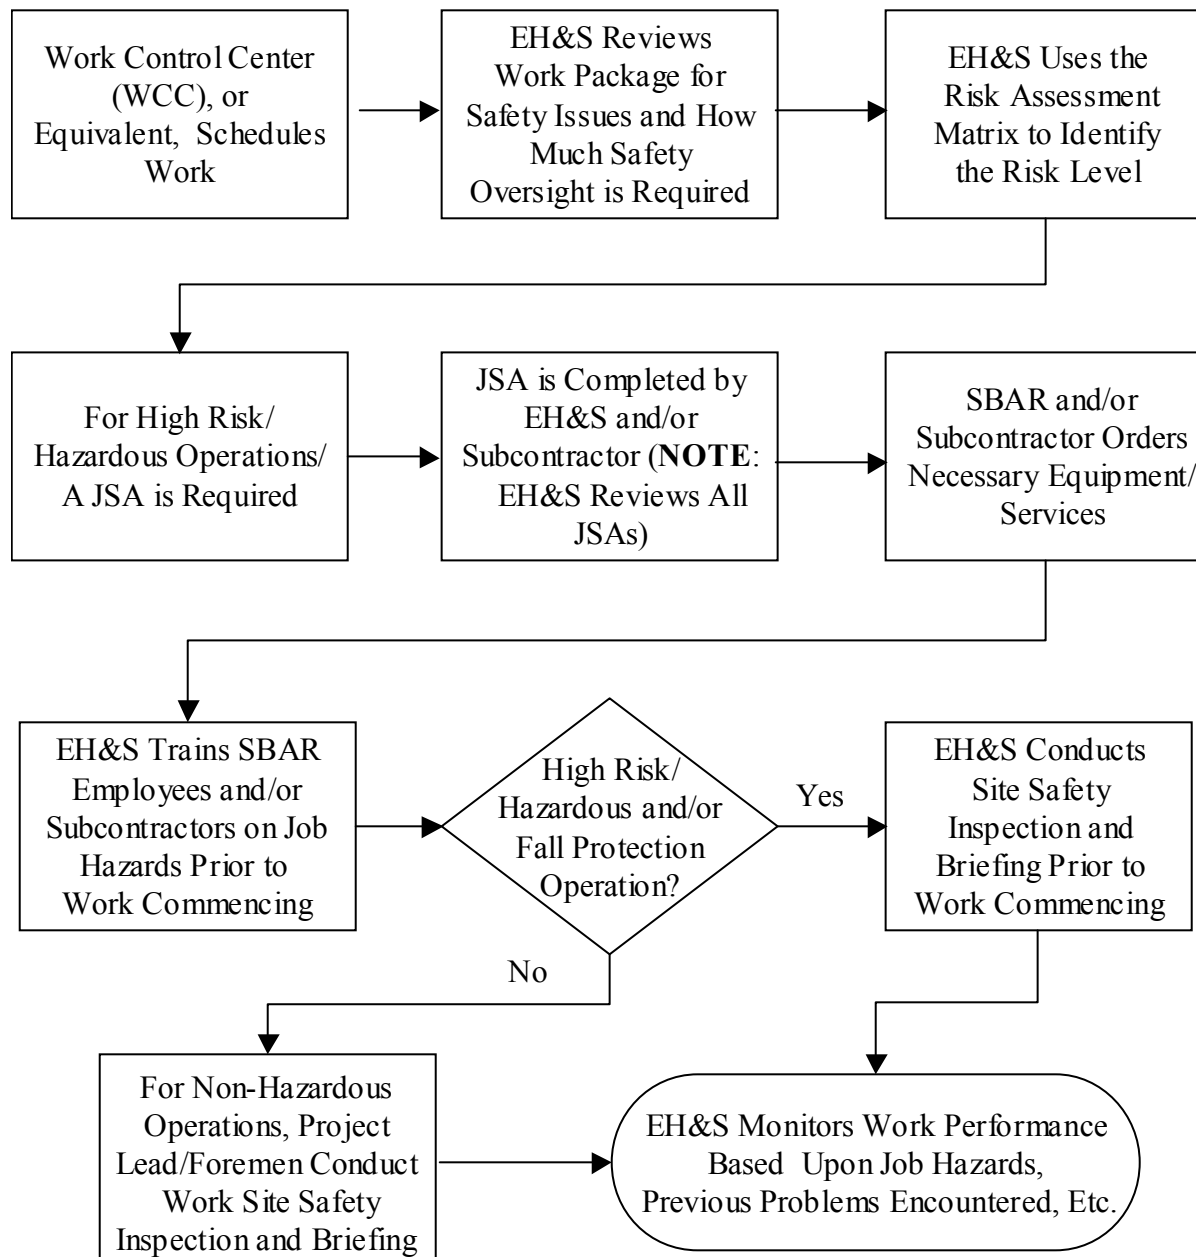 Work Control Center
(WCC), or
Equivalent, Schedules
Work
EH&S Reviews
Work Package for
Safety Issues and How
Much Safety
Oversight is Required
EH&S Uses the
Risk Assessment
Matrix to Identify
the Risk Level
For High Risk/
Hazardous Operations/
A JSA is Required
JSA is Completed by
EH&S and/or
Subcontractor (NOTE:
EH&S Reviews All
JSAs)
SBAR and/or
Subcontractor Orders
Necessary Equipment/
Services
EH&S Trains SBAR
Employees and/or
Subcontractors on Job
Hazards Prior to
Work Commencing
High Risk/
Hazardous and/or
Fall Protection
Operation?
Yes
EH&S Conducts
Site Safety
Inspection and
Briefing Prior to
Work Commencing
No
For Non-Hazardous
Operations, Project
Lead/Foremen Conduct
Work Site Safety
Inspection and Briefing
EH&S Monitors Work Performance
Based Upon Job Hazards,
Previous Problems Encountered, Etc.